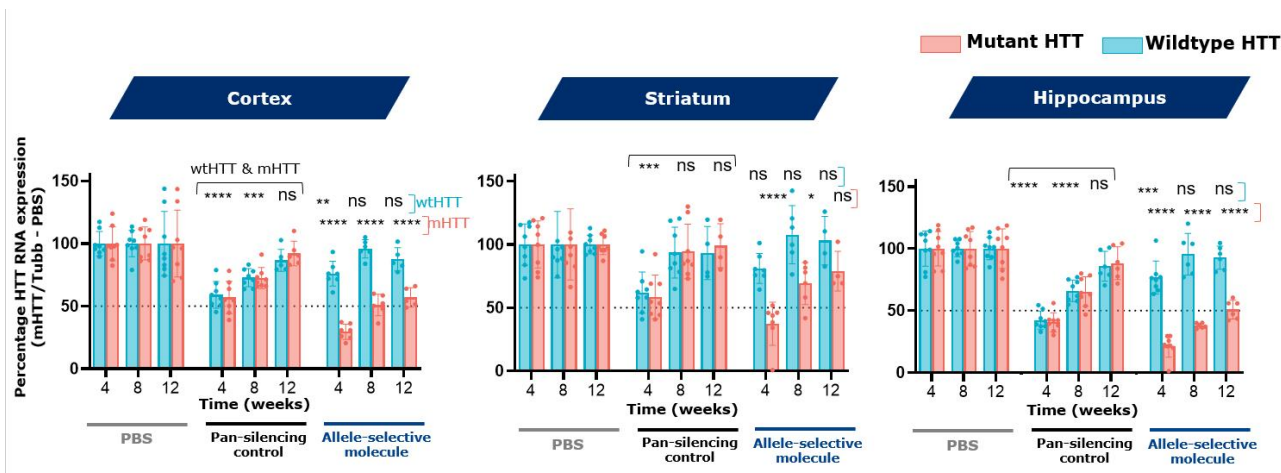 Mutant HTT Wildtype HTT
Cortex
Striatum
Hippocampus
Percentage HTT RNA expression
(mHTT/Tubb - PBS)
wtHTT & mHTT
**** *** ns
** ns ns wtHTT
**** **** **** mHTT
150
100
50
0
4 8 12 4 8 12 4 8 12
Time (weeks)
PBS
Pan-silencing
control
Allele-selective
molecule
*** ns ns
ns ns ns
**** * ns
150
100
50
0
4 8 12 4 8 12 4 8 12
Time (weeks)
PBS
Pan-silencing
control
Allele-selective
molecule
**** **** ns
*** ns ns
**** **** ****
150
100
50
0
4 8 12 4 8 12 4 8 12
Time (weeks)
PBS
Pan-silencing
control
Allele-selective
molecule